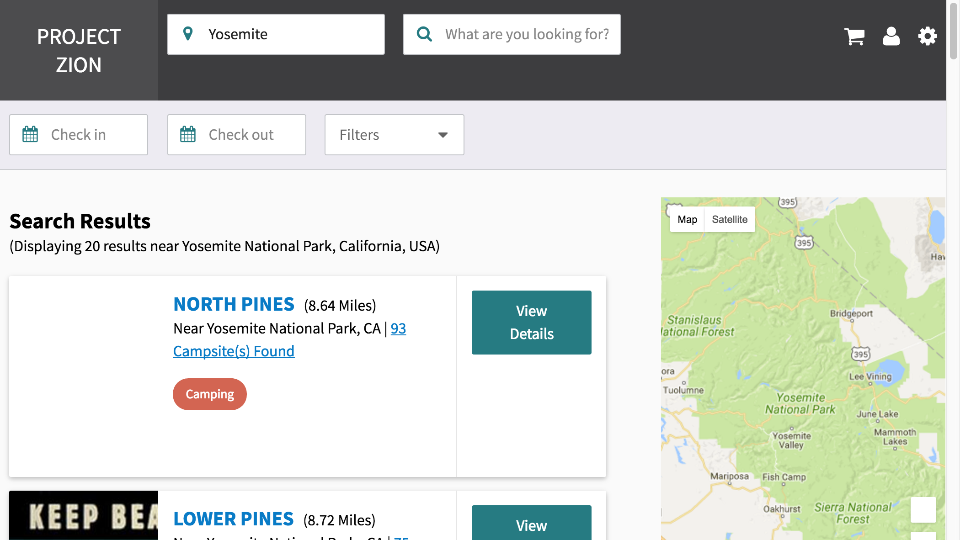 PROJECT
ZION
Yosemite
What are you looking for?
Check in
Check out
Filters
Search Results
(Displaying 20 results near Yosemite National Park, California, USA)
NORTH PINES (8.64 Miles)
Near Yosemite National Park, CA | 93
Campsite(s) Found
Camping
View
Details
KEEP BEA
LOWER PINES (8.72 Miles)
View
Map
Satellite
395
395
Bridgeport
Stanislaus
National Forest
395
Lee Vining
Tuolumne
Yosemite
National Park
June Lake
Yosemite
Valley
Mammoth
Lakes
Mariposa
Fish Camp
Oakhurst
Sierra National
Forest